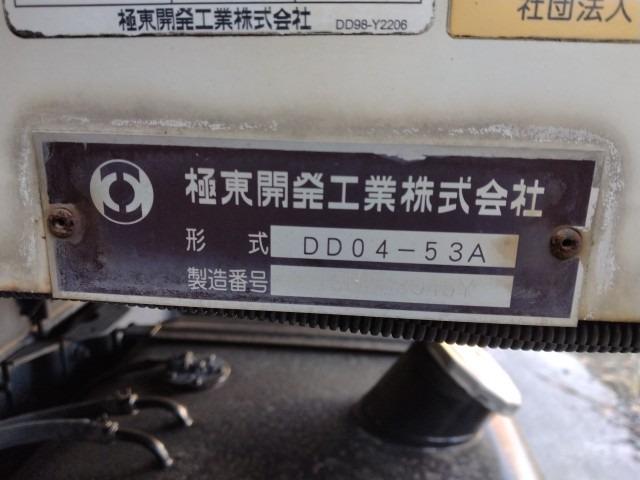 極東開発工業株式会社
DD98-Y2206
社団法人
極東開発工業株式会社
形式 DD04-53A
製造番号